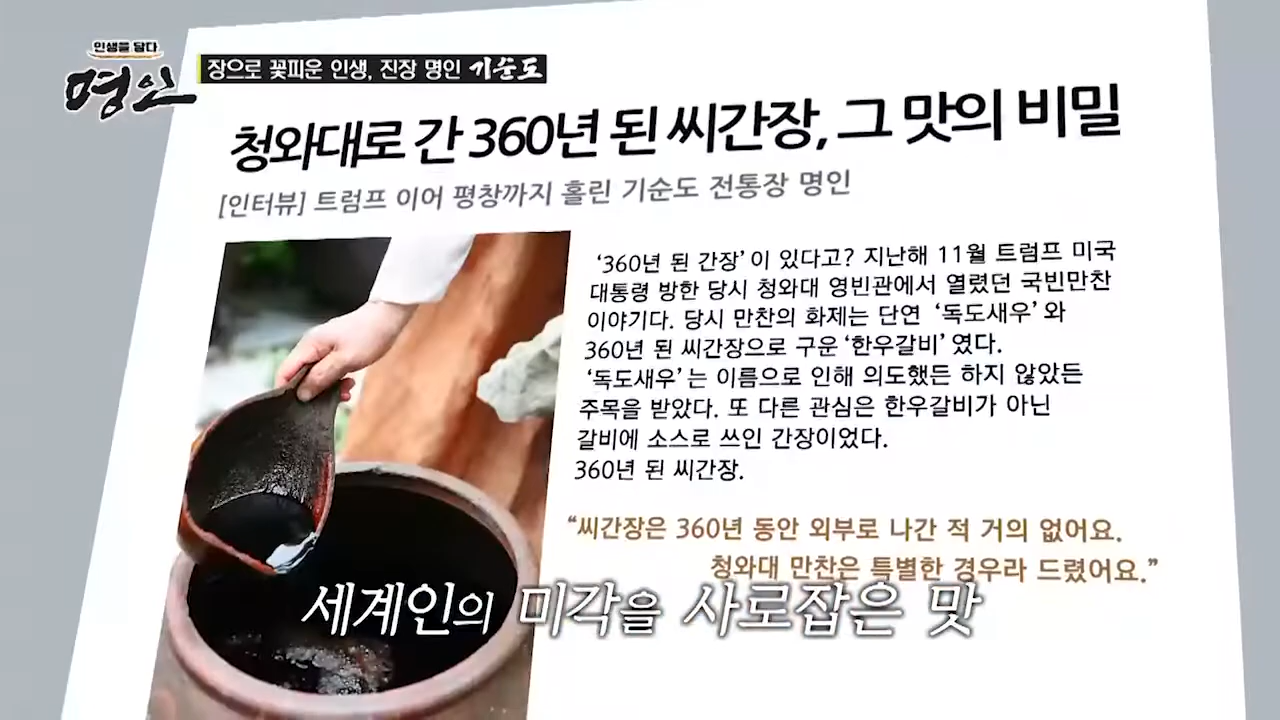 인생을 담다
명인
장으로 꽃피운 인생, 진장 명인 기순도
청와대로 간 360년 된 씨간장, 그 맛의 비밀
[인터뷰] 트럼프 이어 평창까지 홀린 기순도 전통장 명인
‘360년 된 간장’이 있다고? 지난해 11월 트럼프 미국
대통령 방한 당시 청와대 영빈관에서 열렸던 국빈만찬
이야기다. 당시 만찬의 화제는 단연 ‘독도새우’와
360년 된 씨간장으로 구운 ‘한우갈비’였다.
‘독도새우’는 이름으로 인해 의도했든 하지 않았든
주목을 받았다. 또 다른 관심은 한우갈비가 아닌
갈비에 소스로 쓰인 간장이었다.
360년 된 씨간장.
“씨간장은 360년 동안 외부로 나간 적 거의 없어요.
청와대 만찬은 특별한 경우라 드렸어요.”
세계인의 미각을 사로잡은 맛